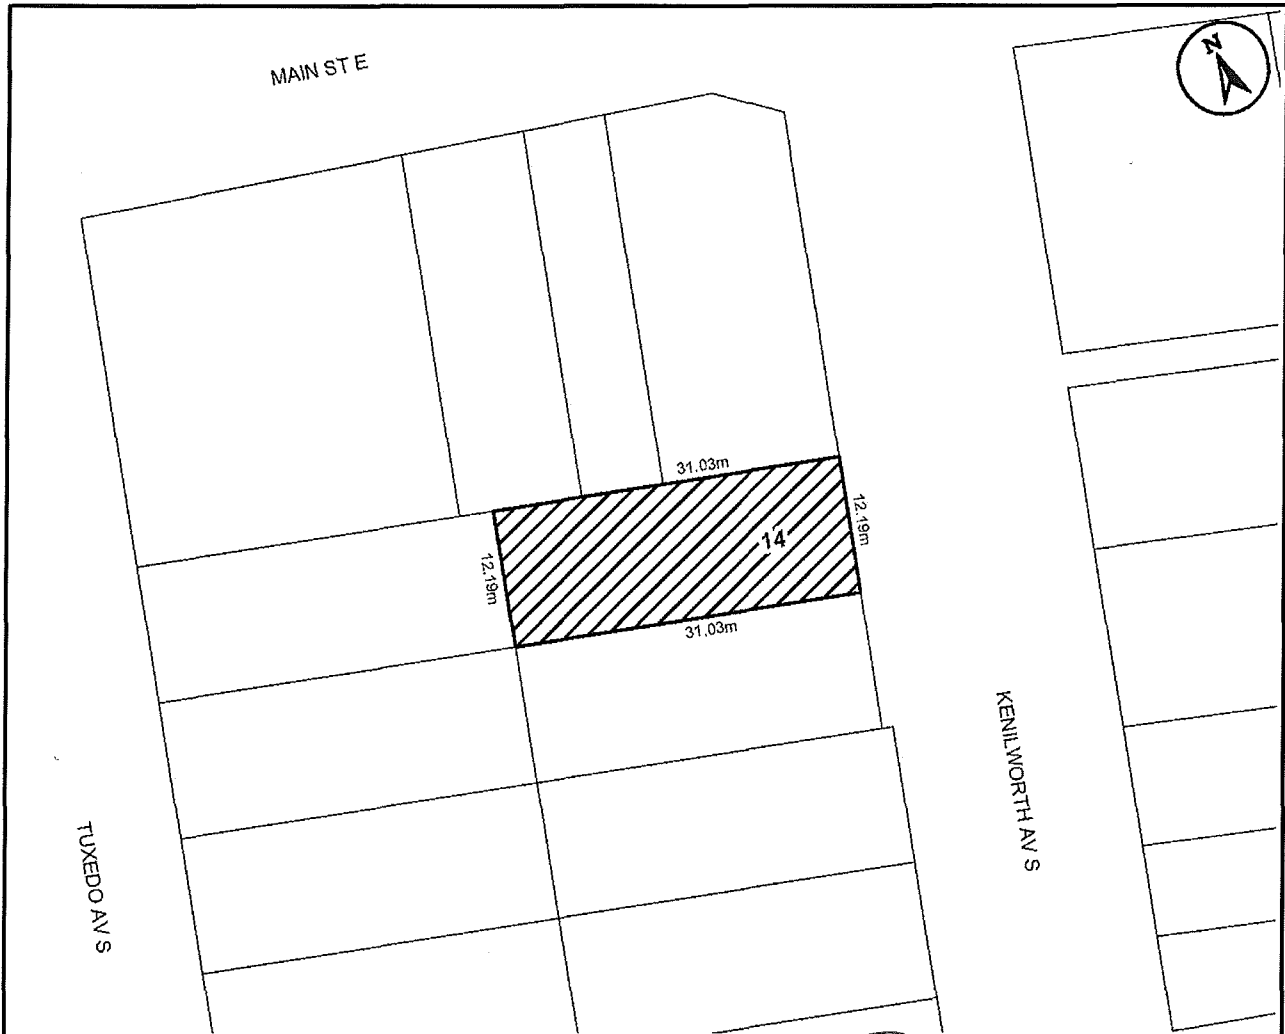 MAIN ST E
N
31.03m
12.19m
14
12.19m
31.03m
KENILWORTH AV S
TUXEDO AV S